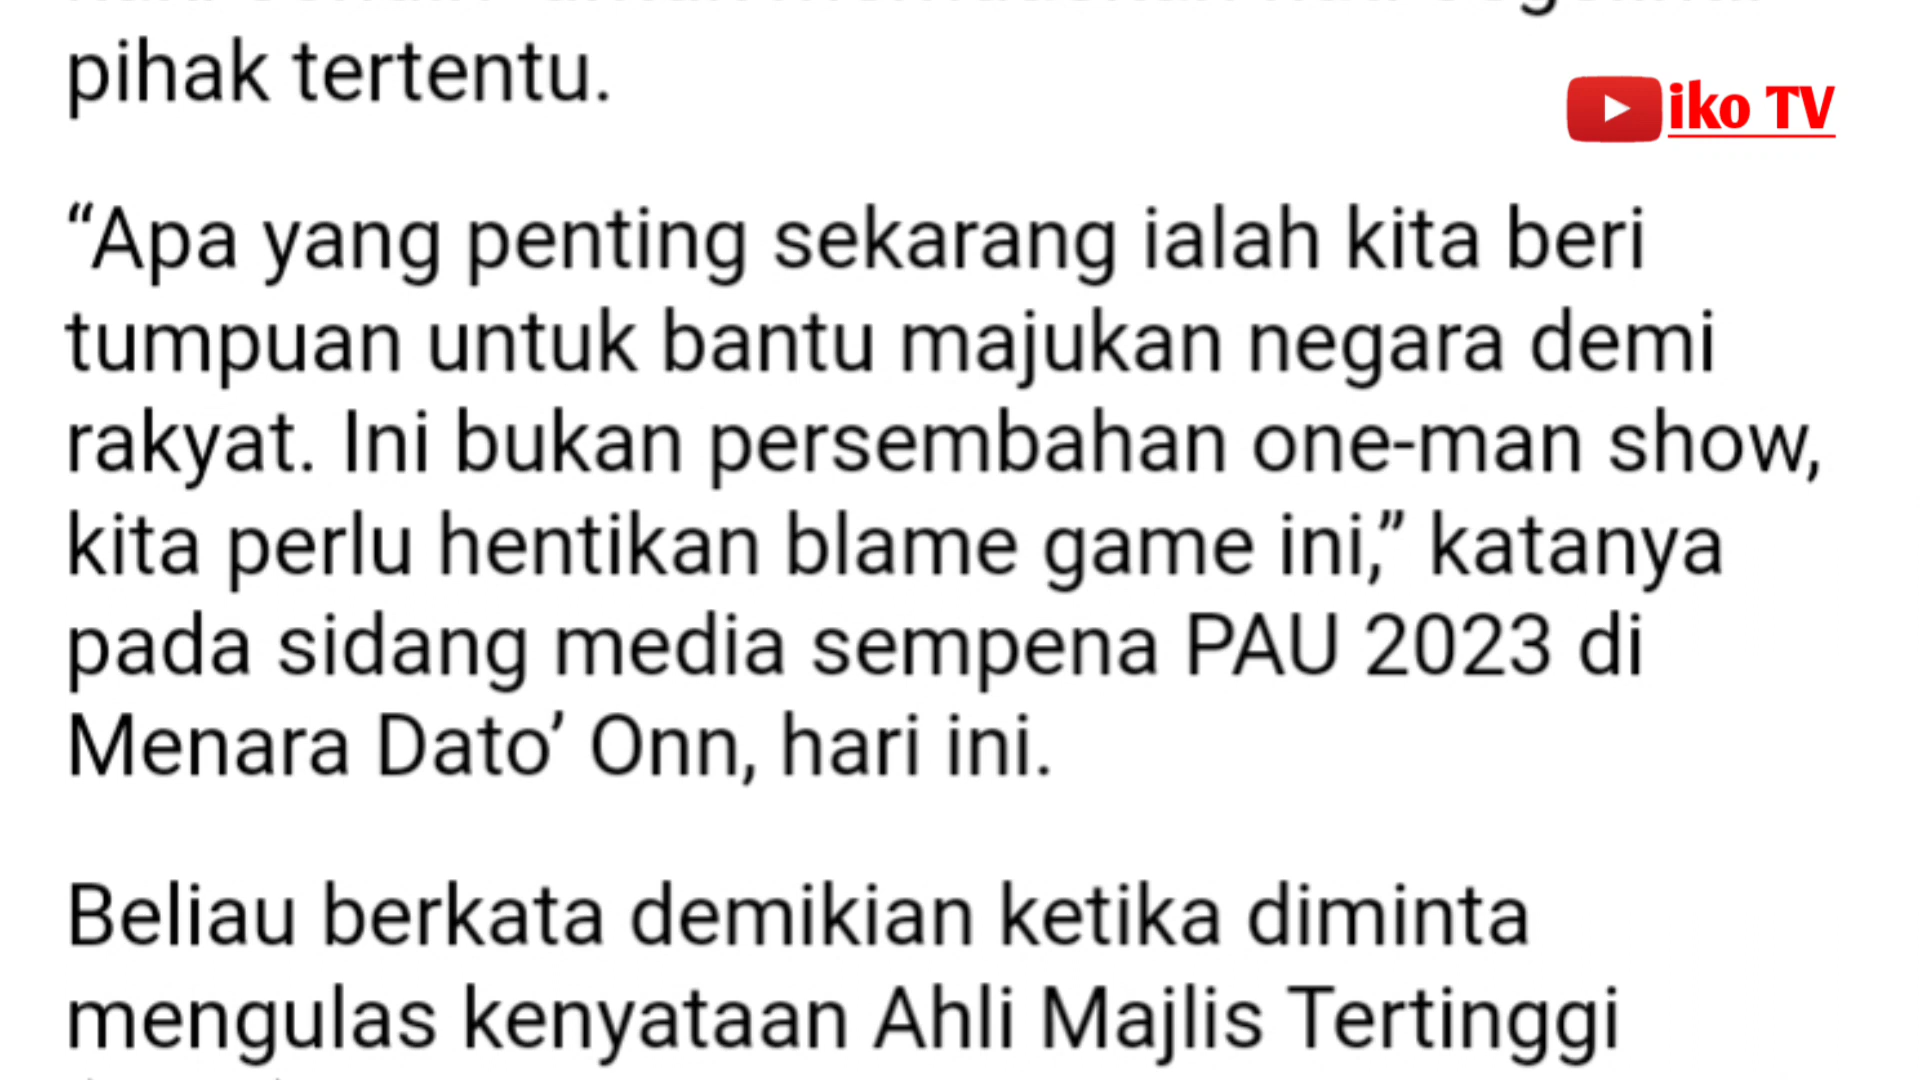 pihak tertentu.
iko TV
“Apa yang penting sekarang ialah kita beri
tumpuan untuk bantu majukan negara demi
rakyat. Ini bukan persembahan one-man show,
kita perlu hentikan blame game ini,” katanya
pada sidang media sempena PAU 2023 di
Menara Dato’ Onn, hari ini.
Beliau berkata demikian ketika diminta
mengulas kenyataan Ahli Majlis Tertinggi